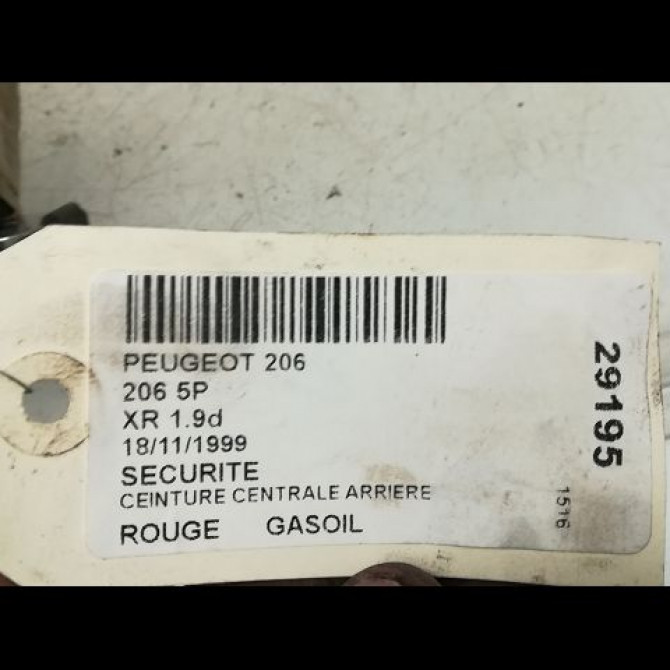 PEUGEOT 206
206 5P
XR 1.9d
18/11/1999
SECURITE
CEINTURE CENTRALE ARRIERE
ROUGE GASOIL
29195
1516